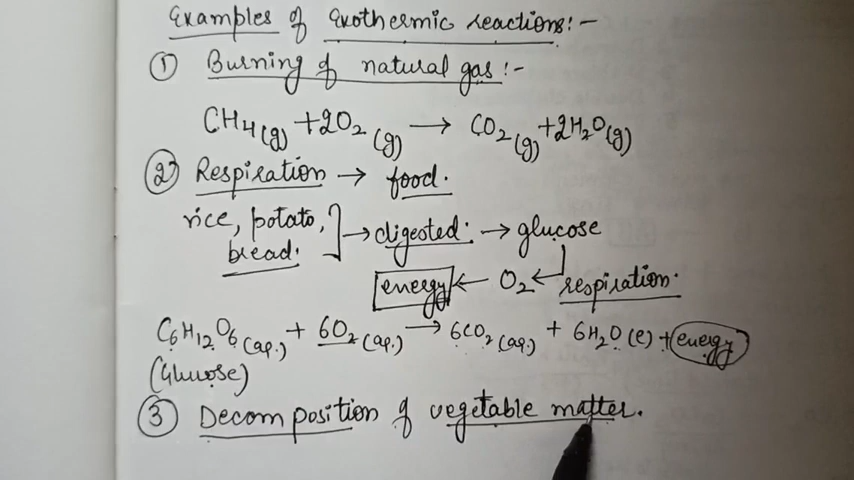 Examples of Exothermic reactions:-
① Burning of natural gas:-
CH4(g) + 2O2(g) → CO2(g) + 2H2O(g)
② Respiration → food.
rice, potato, bread. ] → digested. → glucose
energy ← O2 ← respiration.
C6H12O6(aq.) + 6O2(aq.) → 6CO2(aq.) + 6H2O(e) + energy
(Glucose)
③ Decomposition of vegetable matter.